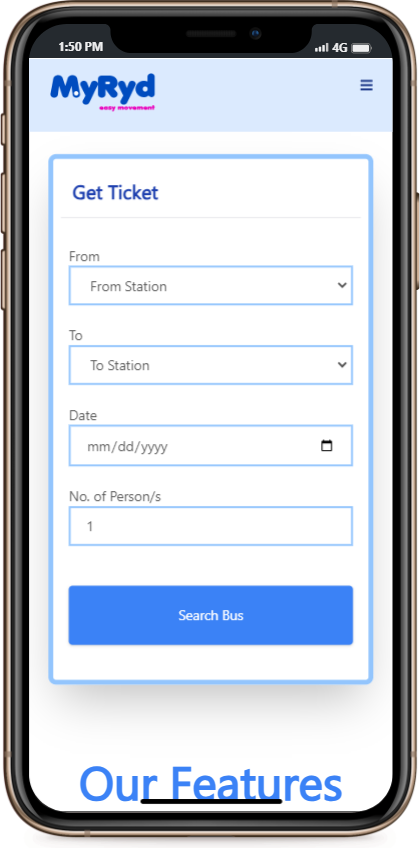 1:50 PM
4G
MyRyd
eazy movement
Get Ticket
From
From Station
To
To Station
Date
mm/dd/yyyy
No. of Person/s
1
Search Bus
Our Features